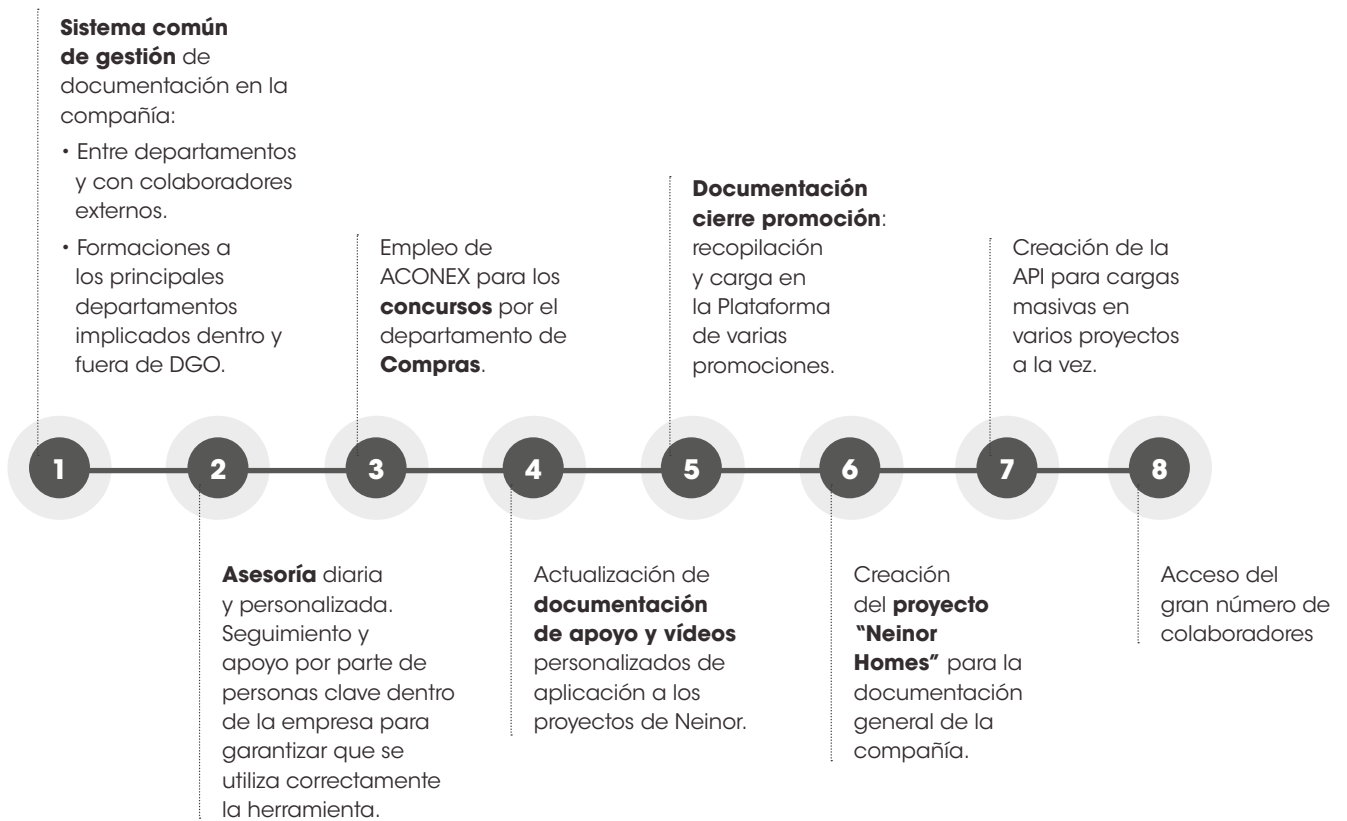 Sistema común
de gestión de
documentación en la
compañía:
• Entre departamentos
y con colaboradores
externos.
• Formaciones a
los principales
departamentos
implicados dentro y
fuera de DGO.
Empleo de
ACONEX para los
concursos por el
departamento de
Compras.
Documentación
cierre promoción:
recopilación
y carga en
la Plataforma
de varias
promociones.
Creación de la
API para cargas
masivas en
varios proyectos
a la vez.
1
2
3
4
5
6
7
8
Asesoría diaria
y personalizada.
Seguimiento y
apoyo por parte de
personas clave dentro
de la empresa para
garantizar que se
utiliza correctamente
la herramienta.
Actualización de
documentación
de apoyo y vídeos
personalizados de
aplicación a los
proyectos de Neinor.
Creación
del proyecto
“Neinor
Homes” para la
documentación
general de la
compañía.
Acceso del
gran número de
colaboradores